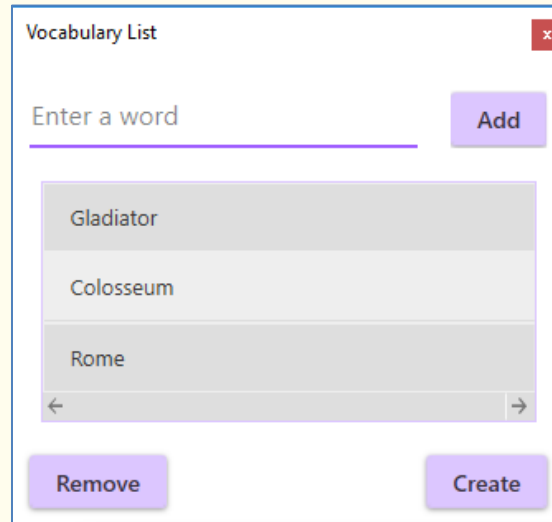 Vocabulary List x
Enter a word Add
Gladiator
Colosseum
Rome
Remove Create